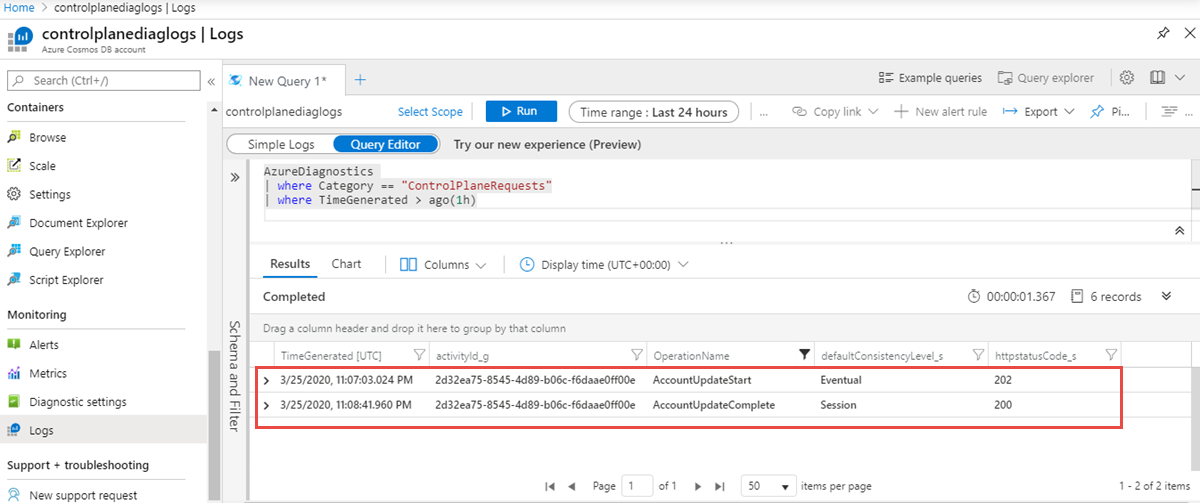 Home > controlplanediaglogs | Logs
controlplanediaglogs | Logs
Azure Cosmos DB account
Search (Ctrl+/)
«
Containers
Browse
Scale
Settings
Document Explorer
Query Explorer
Script Explorer
Monitoring
Alerts
Metrics
Diagnostic settings
Logs
Support + troubleshooting
New support request
New Query 1*
+
Example queries
Query explorer
controlplanediaglogs
Select Scope
Run
Time range : Last 24 hours
...
Copy link
New alert rule
Export
Pi...
...
Simple Logs
Query Editor
Try our new experience (Preview)
AzureDiagnostics
| where Category == "ControlPlaneRequests"
| where TimeGenerated > ago(1h)
Schema and Filter
Results
Chart
Columns
Display time (UTC+00:00)
Completed
00:00:01.367
6 records
Drag a column header and drop it here to group by that column
TimeGenerated [UTC] activityId_g OperationName defaultConsistencyLevel_s httpstatusCode_s
3/25/2020, 11:07:03.024 PM 2d32ea75-8545-4d89-b06c-f6daae0ff00e AccountUpdateStart Eventual 202
3/25/2020, 11:08:41.960 PM 2d32ea75-8545-4d89-b06c-f6daae0ff00e AccountUpdateComplete Session 200
Page 1 of 1 50 items per page 1 - 2 of 2 items